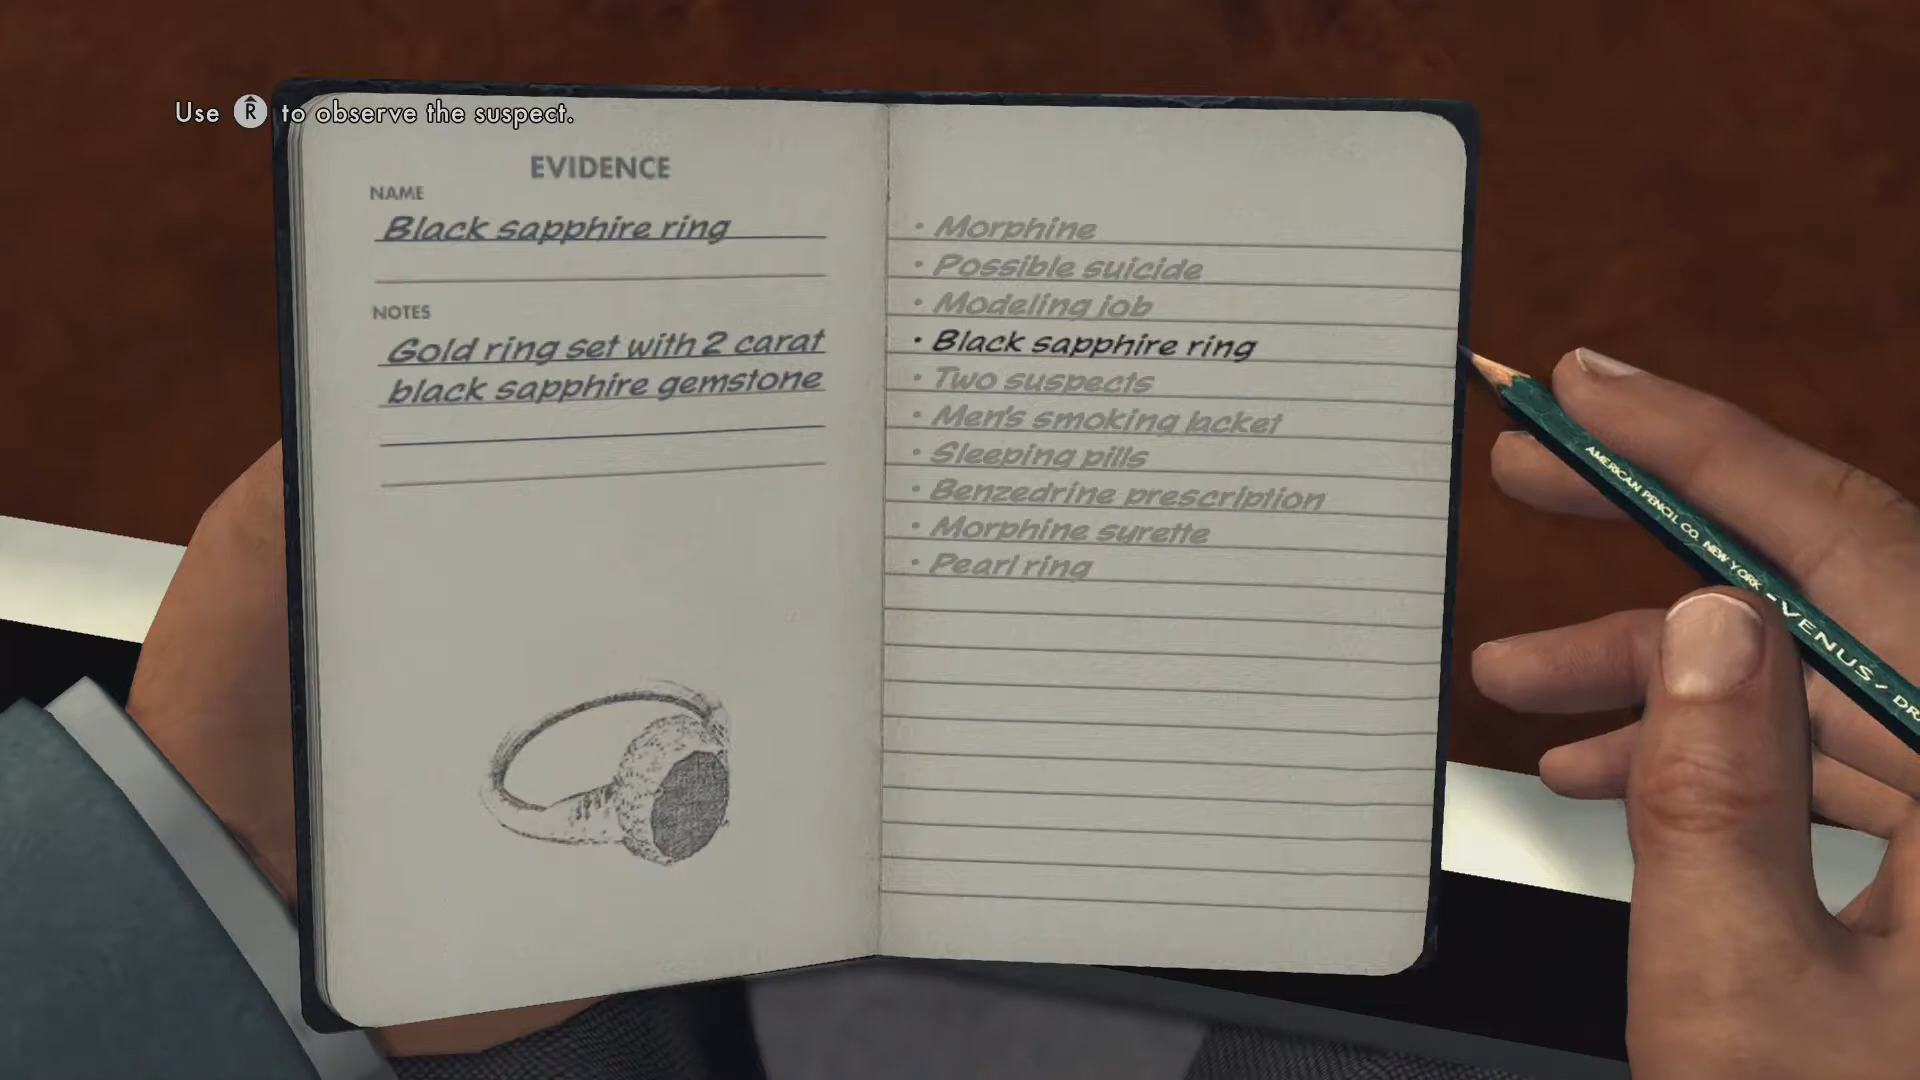 Use R to observe the suspect.
EVIDENCE
NAME
Black sapphire ring
NOTES
Gold ring set with 2 carat
black sapphire gemstone
• Morphine
• Possible suicide
• Modeling job
• Black sapphire ring
• Two suspects
• Men's smoking jacket
• Sleeping pills
• Benzedrine prescription
• Morphine syrette
• Pearl ring
AMERICAN PENCIL CO. NEW YORK - VENUS